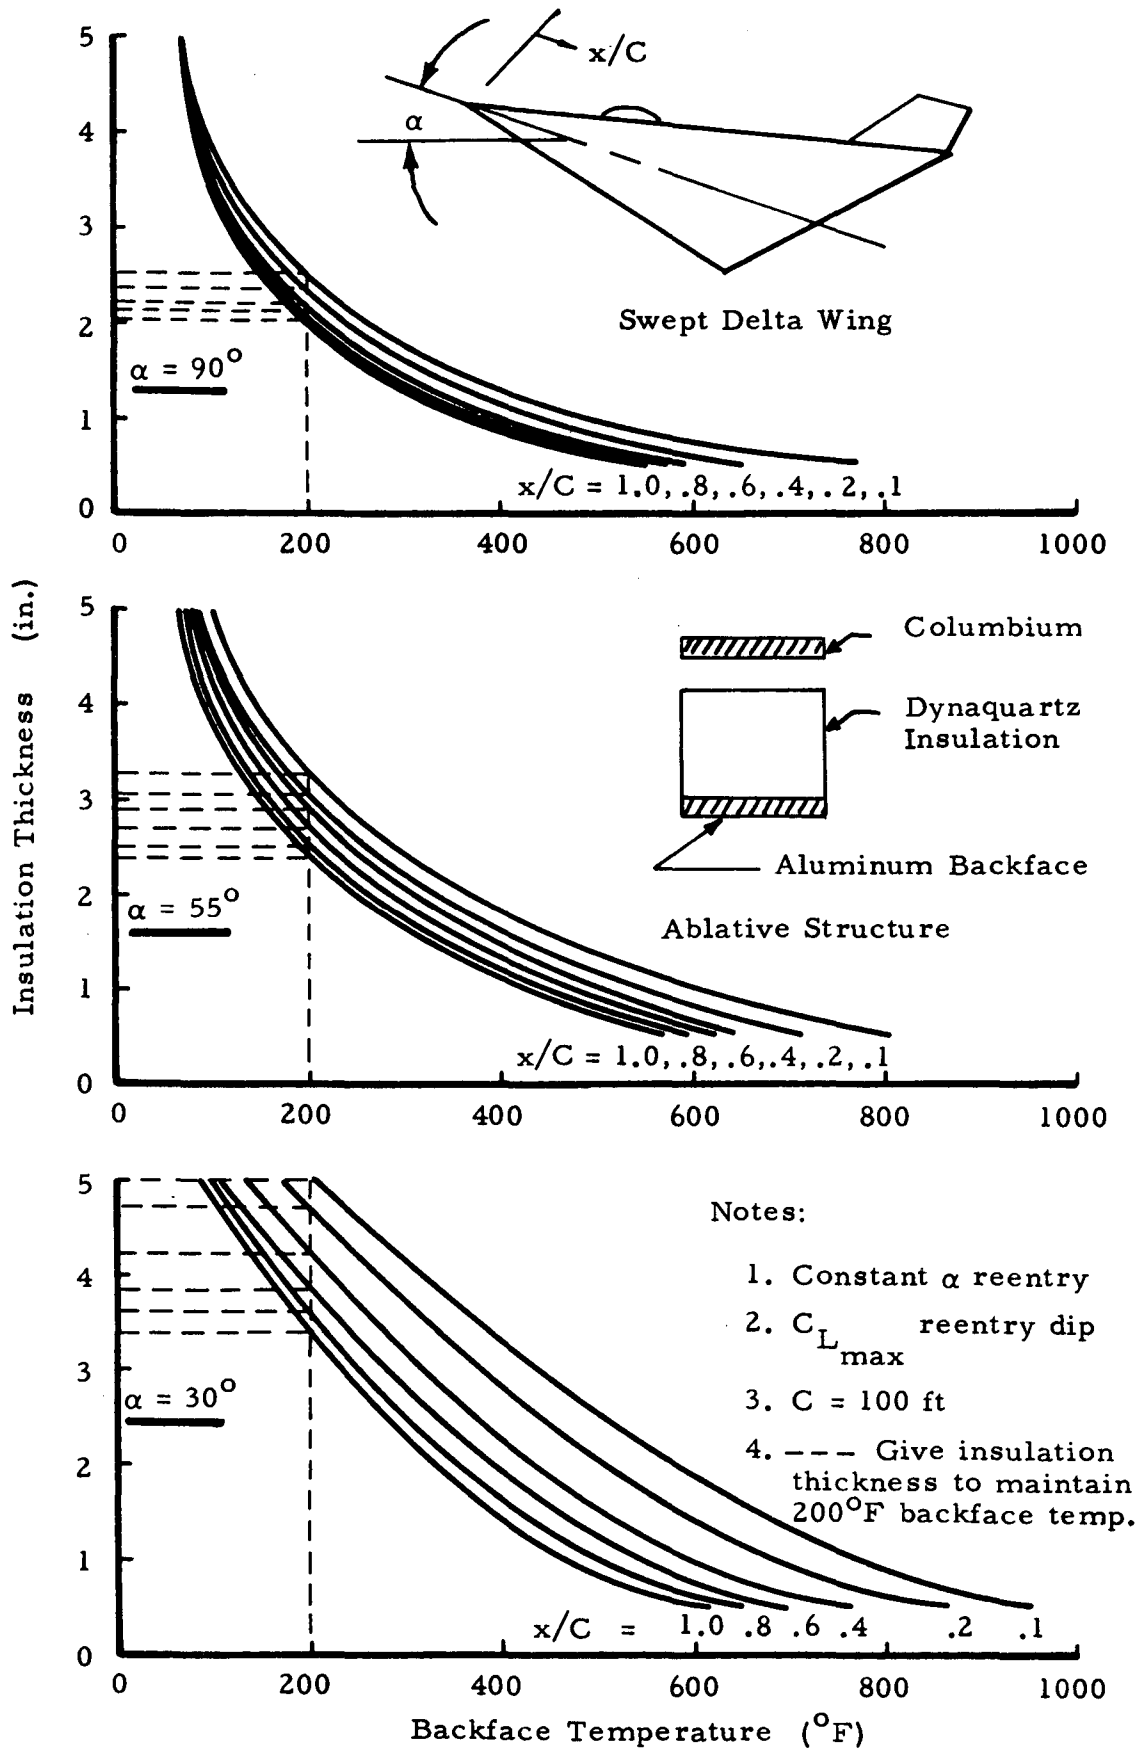 5
4
3
2
1
0
x/C
α
Swept Delta Wing
α = 90°
x/C = 1.0, .8, .6, .4, .2, .1
0 200 400 600 800 1000
Insulation Thickness (in.)
5
4
3
2
1
0
Columbium
Dynaquartz
Insulation
Aluminum Backface
Ablative Structure
α = 55°
x/C = 1.0, .8, .6, .4, .2, .1
0 200 400 600 800 1000
5
4
3
2
1
0
α = 30°
Notes:
1. Constant α reentry
2. C_L_max reentry dip
3. C = 100 ft
4. --- Give insulation
thickness to maintain
200°F backface temp.
x/C = 1.0 .8 .6 .4 .2 .1
0 200 400 600 800 1000
Backface Temperature (°F)